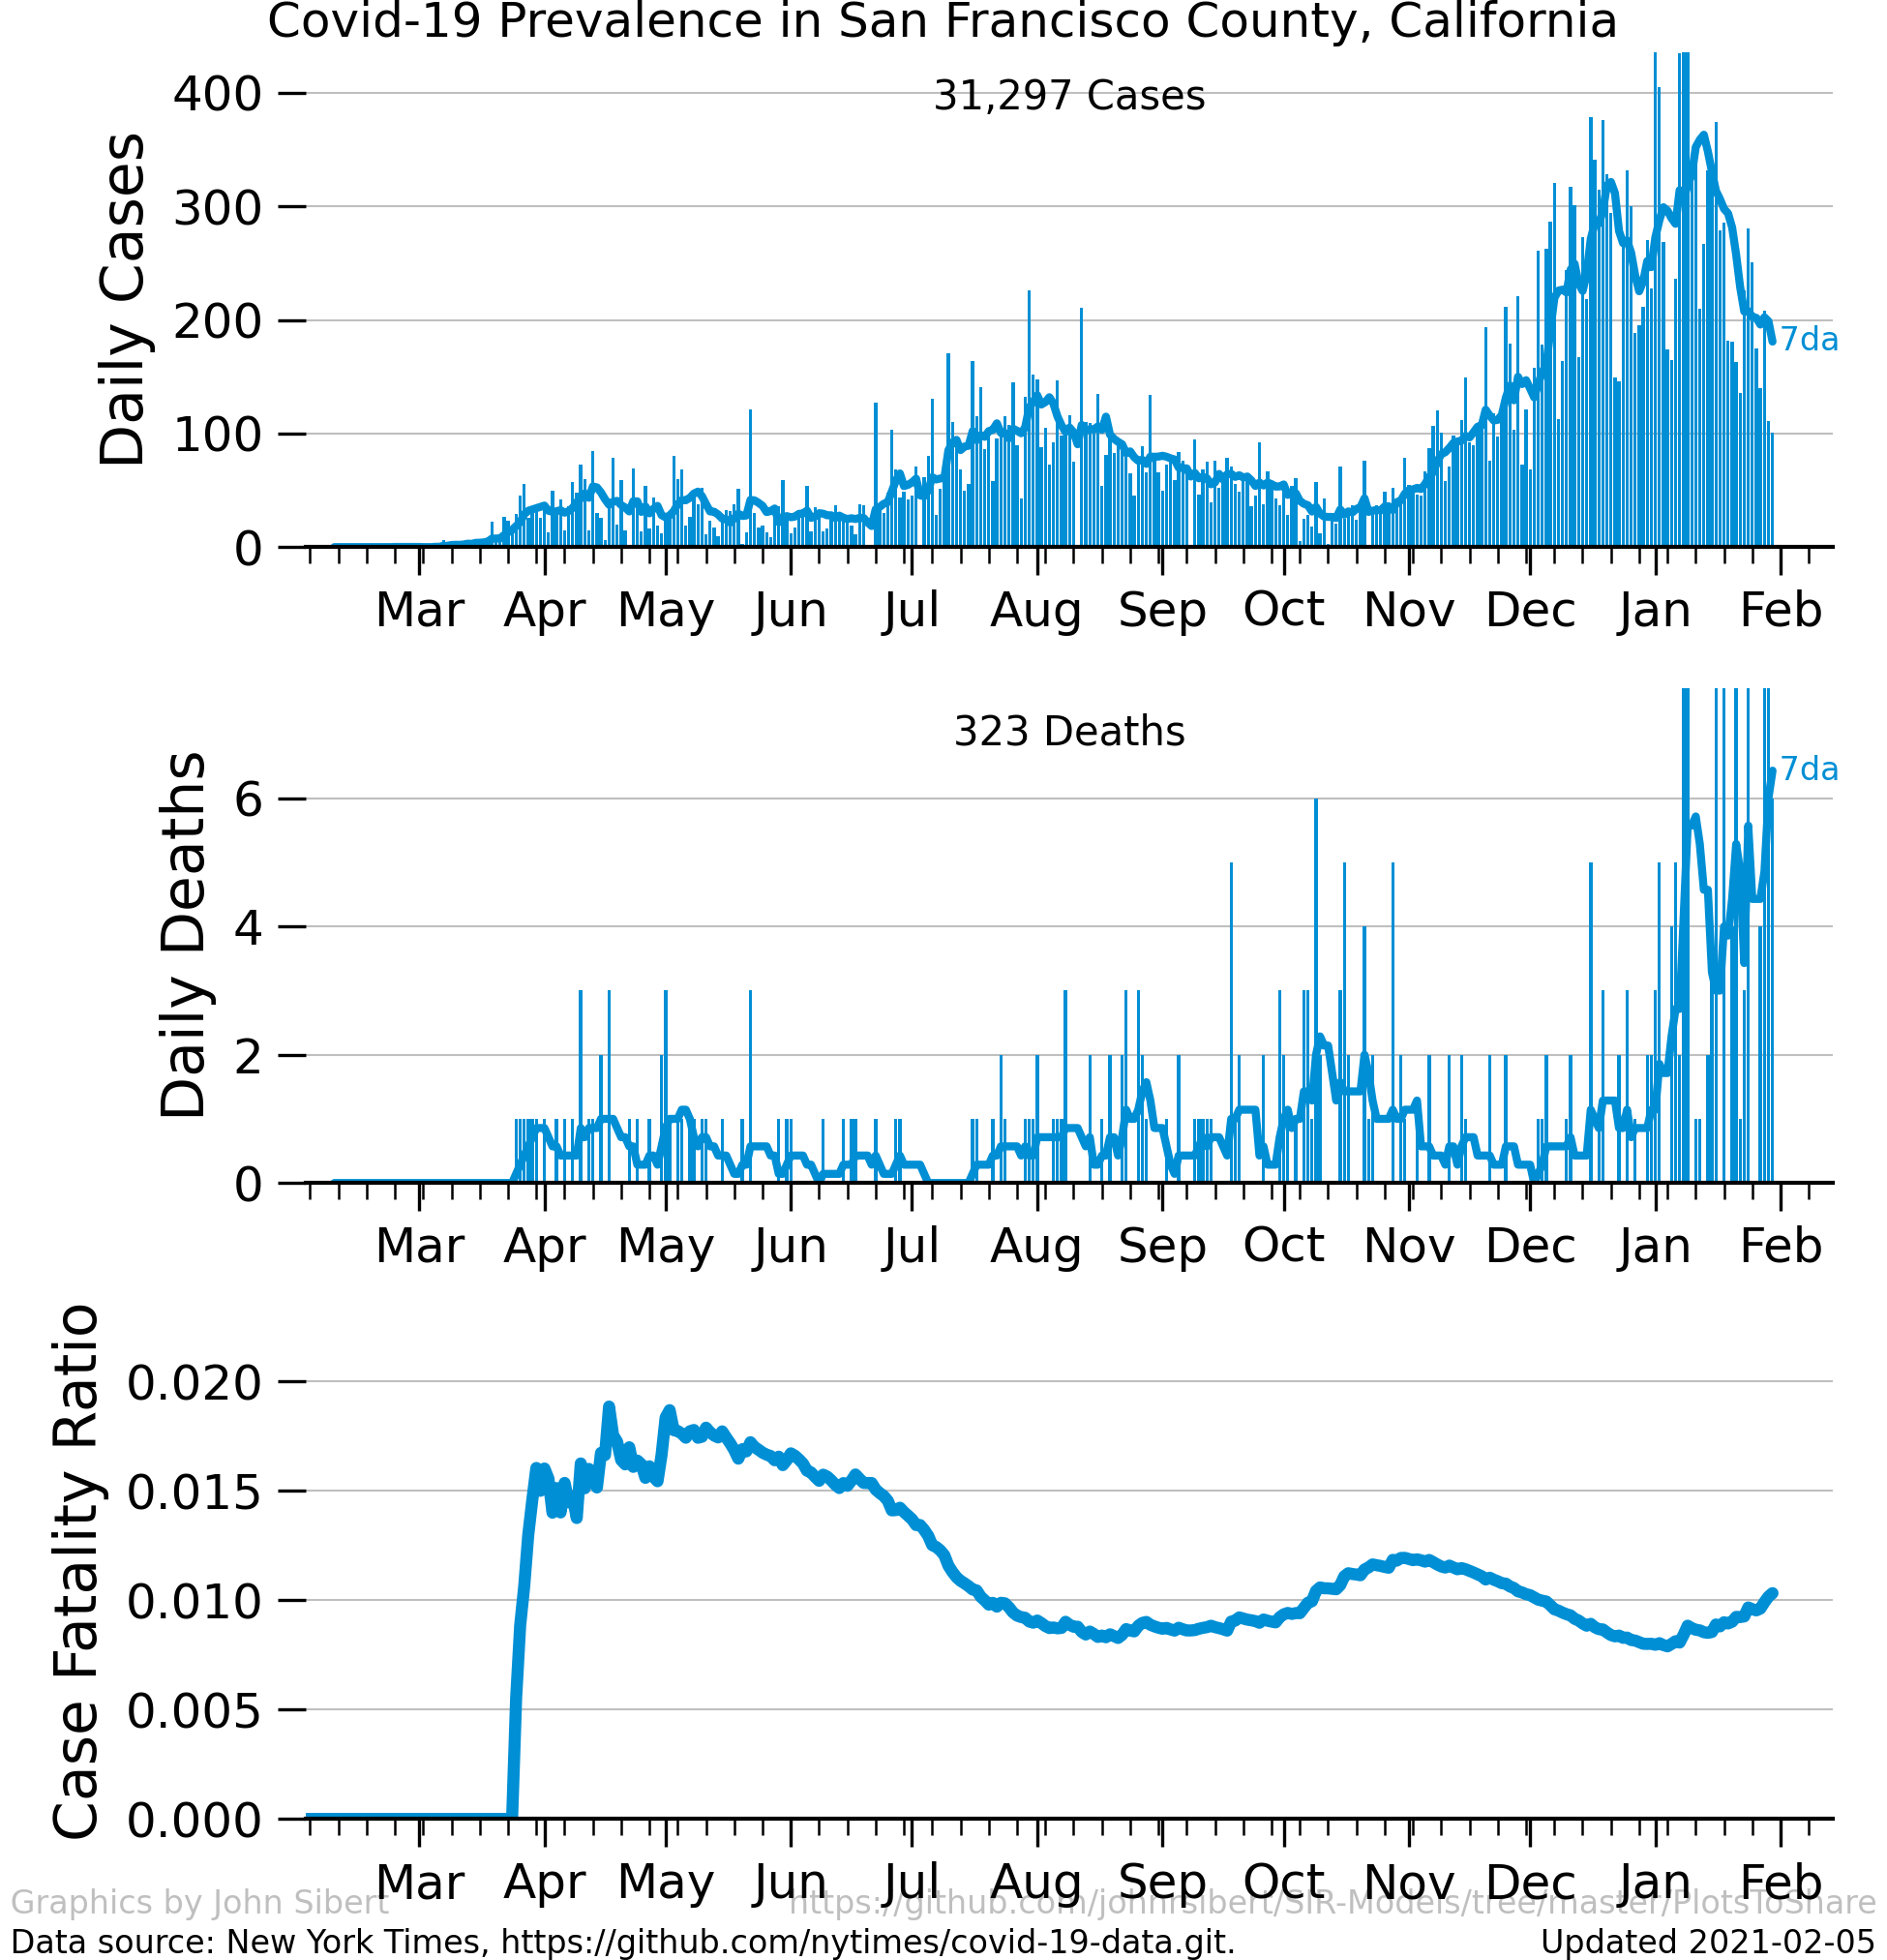 Covid-19 Prevalence in San Francisco County, California
31,297 Cases
Daily Cases
400
300
200
100
0
7da
Mar Apr May Jun Jul Aug Sep Oct Nov Dec Jan Feb
323 Deaths
Daily Deaths
6
4
2
0
7da
Mar Apr May Jun Jul Aug Sep Oct Nov Dec Jan Feb
Case Fatality Ratio
0.020
0.015
0.010
0.005
0.000
Mar Apr May Jun Jul Aug Sep Oct Nov Dec Jan Feb
Graphics by John Sibert https://github.com/johnrsibert/SIR-Models/tree/master/PlotsToShare
Data source: New York Times, https://github.com/nytimes/covid-19-data.git. Updated 2021-02-05